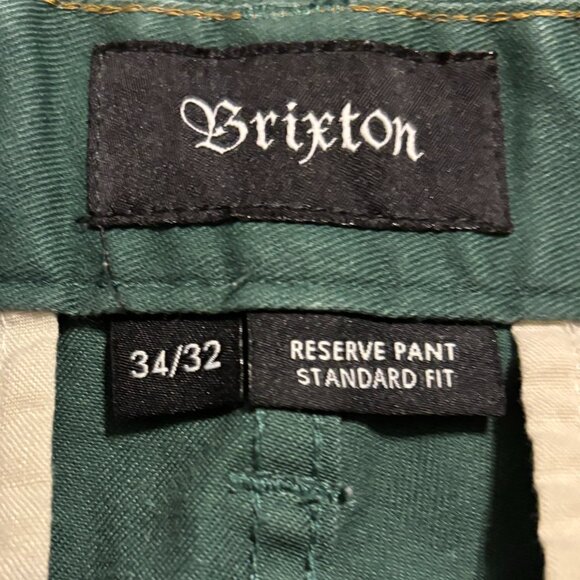 Brixton
34/32
RESERVE PANT
STANDARD FIT